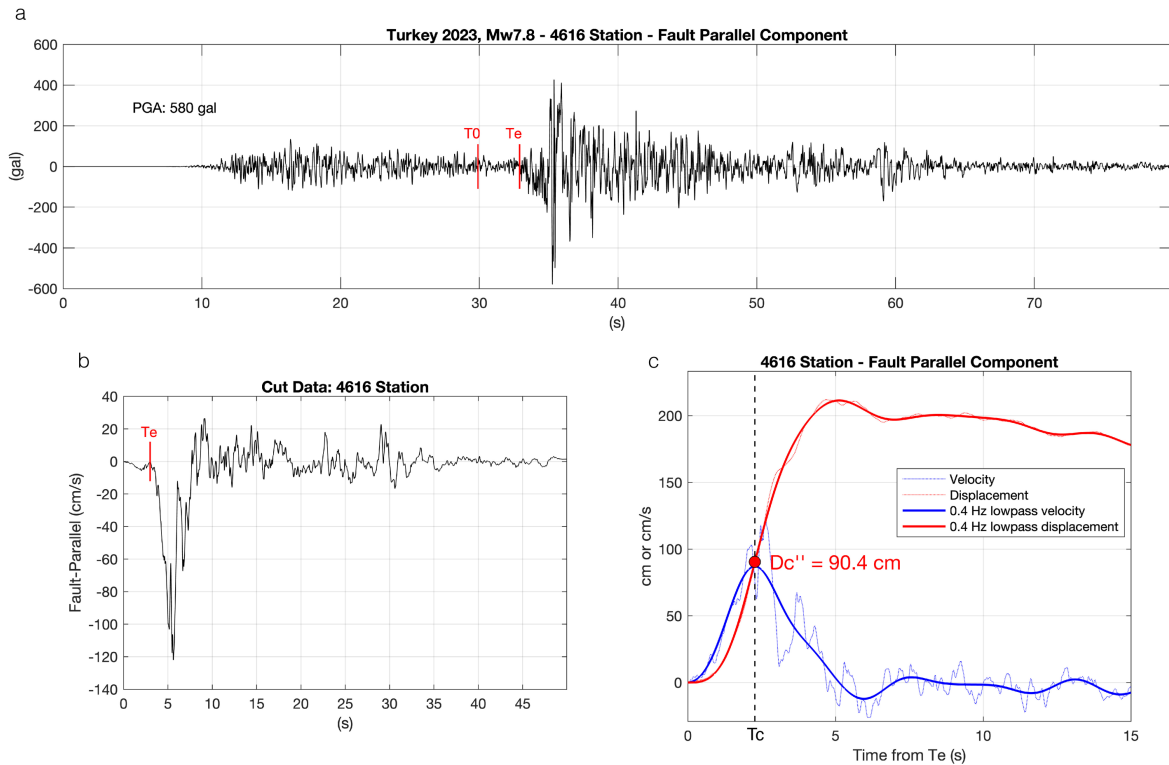 a
Turkey 2023, Mw7.8 - 4616 Station - Fault Parallel Component
600
400
200
0
-200
-400
-600
(gal)
PGA: 580 gal
T0
Te
0 10 20 30 40 50 60 70
(s)
b
Cut Data: 4616 Station
40
20
0
-20
-40
-60
-80
-100
-120
-140
Fault-Parallel (cm/s)
Te
0 5 10 15 20 25 30 35 40 45
(s)
c
4616 Station - Fault Parallel Component
200
150
100
50
0
cm or cm/s
Velocity
Displacement
0.4 Hz lowpass velocity
0.4 Hz lowpass displacement
Dc'' = 90.4 cm
0 Tc 5 10 15
Time from Te (s)